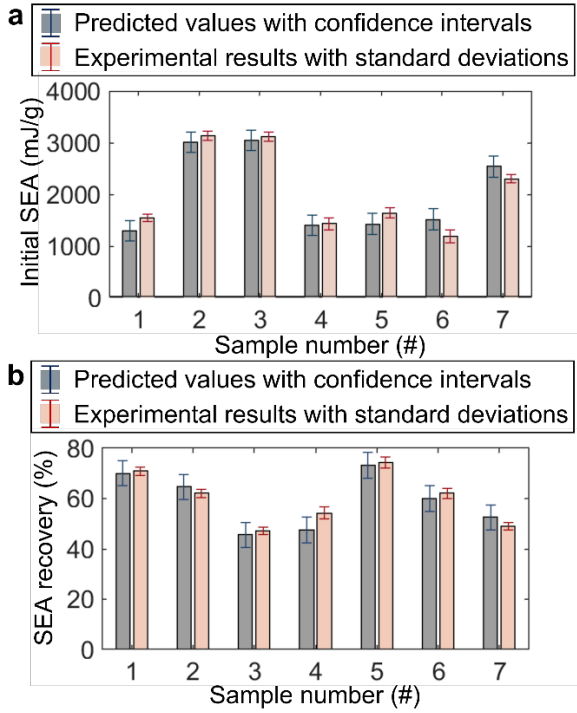 a
Predicted values with confidence intervals
Experimental results with standard deviations
Initial SEA (mJ/g)
4000
3000
2000
1000
0
1 2 3 4 5 6 7
Sample number (#)
b
Predicted values with confidence intervals
Experimental results with standard deviations
SEA recovery (%)
80
60
40
20
0
1 2 3 4 5 6 7
Sample number (#)